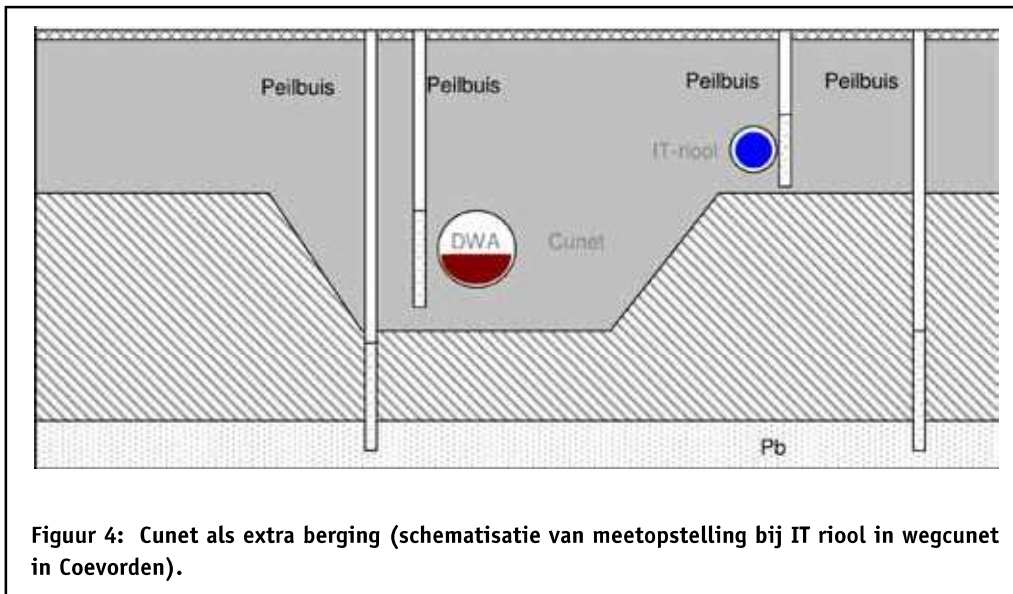 Peilbuis Peilbuis Peilbuis Peilbuis
IT-riool
DWA Cunet
Pb
Figuur 4: Cunet als extra berging (schematisatie van meetopstelling bij IT riool in wegcunet
in Coevorden).